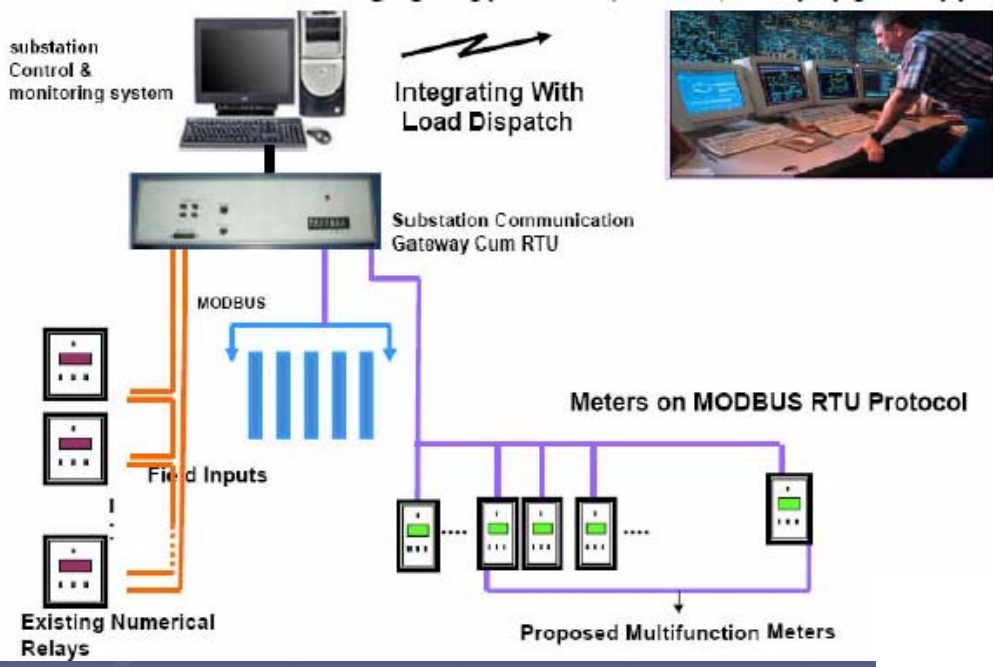 substation
Control &
monitoring system
Integrating With
Load Dispatch
Substation Communication
Gateway Cum RTU
MODBUS
Meters on MODBUS RTU Protocol
Field Inputs
Existing Numerical
Relays
Proposed Multifunction Meters